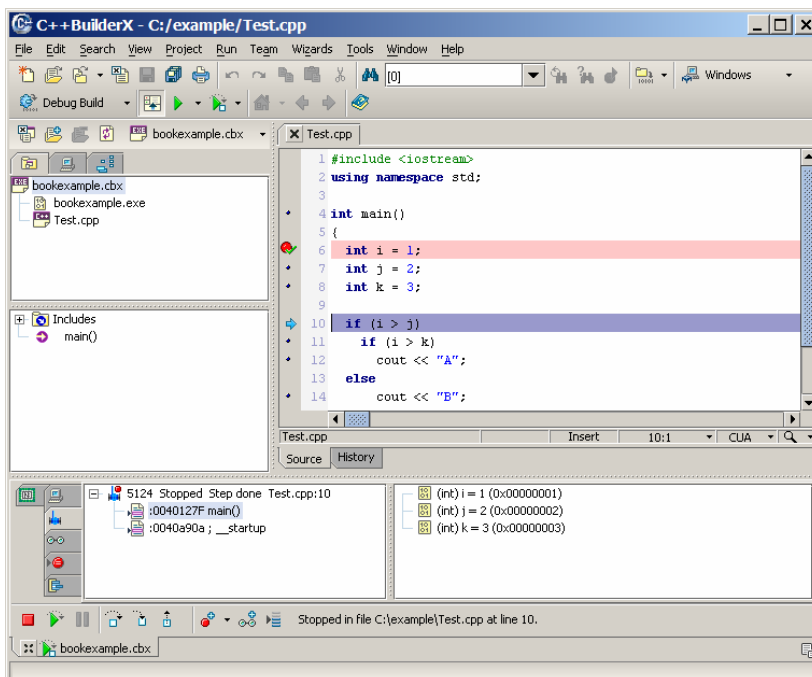 C++BuilderX - C:/example/Test.cpp
File Edit Search View Project Run Team Wizards Tools Window Help
[0]
Windows
Debug Build
bookexample.cbx
Test.cpp
bookexample.cbx
bookexample.exe
Test.cpp
Includes
main()
1 #include <iostream>
2 using namespace std;
3
4 int main()
5 {
6 int i = 1;
7 int j = 2;
8 int k = 3;
9
10 if (i > j)
11 if (i > k)
12 cout << "A";
13 else
14 cout << "B";
Test.cpp Insert 10:1 CUA
Source History
5124 Stopped Step done Test.cpp:10
:0040127F main()
:0040a90a ; __startup
(int) i = 1 (0x00000001)
(int) j = 2 (0x00000002)
(int) k = 3 (0x00000003)
Stopped in file C:\example\Test.cpp at line 10.
bookexample.cbx